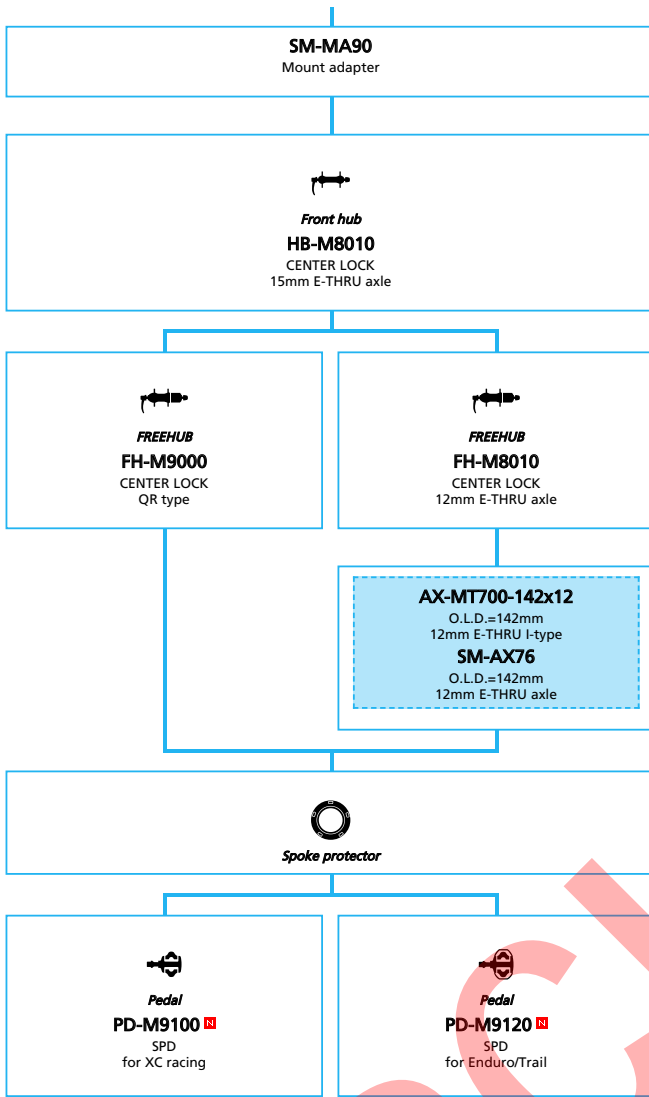 SM-MA90
Mount adapter
Front hub
HB-M8010
CENTER LOCK
15mm E-THRU axle
FREEHUB
FH-M9000
CENTER LOCK
QR type
FREEHUB
FH-M8010
CENTER LOCK
12mm E-THRU axle
AX-MT700-142x12
O.L.D.=142mm
12mm E-THRU I-type
SM-AX76
O.L.D.=142mm
12mm E-THRU axle
Spoke protector
Pedal
PD-M9100 N
SPD
for XC racing
Pedal
PD-M9120 N
SPD
for Enduro/Trail